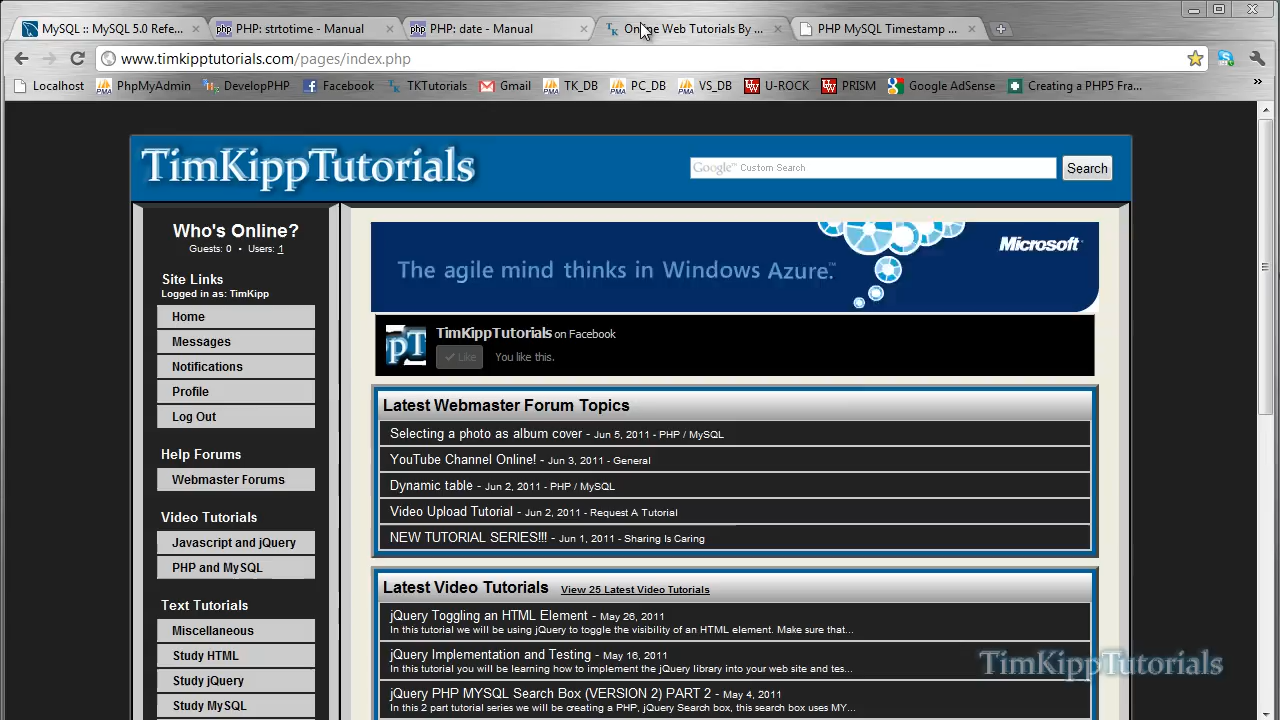 MySQL :: MySQL 5.0 Refe...
PHP: strtotime - Manual
PHP: date - Manual
Online Web Tutorials By ...
PHP MySQL Timestamp ...
www.timkipptutorials.com/pages/index.php
Localhost
PhpMyAdmin
DevelopPHP
Facebook
TKTutorials
Gmail
TK_DB
PC_DB
VS_DB
U-ROCK
PRISM
Google AdSense
Creating a PHP5 Fra...
»
TimKippTutorials
Google™ Custom Search
Search
Who's Online?
Guests: 0 • Users: 1
Site Links
Logged in as: TimKipp
Home
Messages
Notifications
Profile
Log Out
Help Forums
Webmaster Forums
Video Tutorials
Javascript and jQuery
PHP and MySQL
Text Tutorials
Miscellaneous
Study HTML
Study jQuery
Study MySQL
The agile mind thinks in Windows Azure.™
Microsoft
pT
TimKippTutorials on Facebook
Like
You like this.
Latest Webmaster Forum Topics
Selecting a photo as album cover - Jun 5, 2011 - PHP / MySQL
YouTube Channel Online! - Jun 3, 2011 - General
Dynamic table - Jun 2, 2011 - PHP / MySQL
Video Upload Tutorial - Jun 2, 2011 - Request A Tutorial
NEW TUTORIAL SERIES!!! - Jun 1, 2011 - Sharing Is Caring
Latest Video Tutorials View 25 Latest Video Tutorials
jQuery Toggling an HTML Element - May 26, 2011
In this tutorial we will be using jQuery to toggle the visibility of an HTML element. Make sure that...
jQuery Implementation and Testing - May 16, 2011
In this tutorial you will be learning how to implement the jQuery library into your web site and tes...
jQuery PHP MYSQL Search Box (VERSION 2) PART 2 - May 4, 2011
In this 2 part tutorial series we will be creating a PHP, jQuery Search box, this search box uses MY...
TimKippTutorials